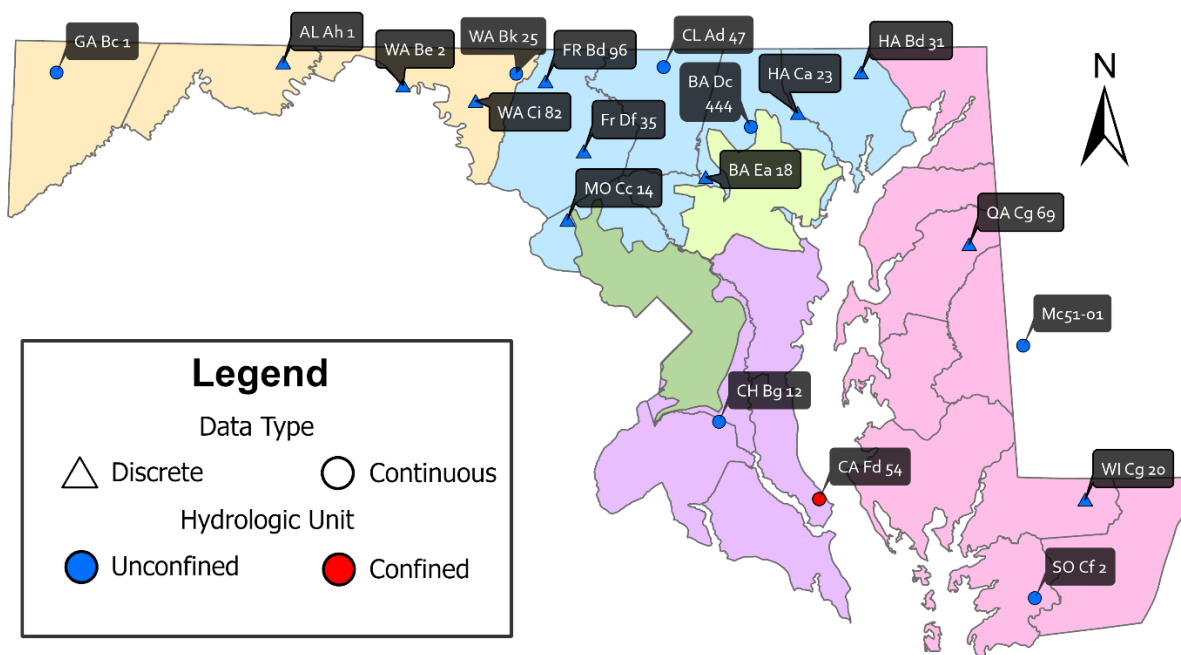 GA Bc 1
AL Ah 1
WA Be 2
WA Bk 25
FR Bd 96
CL Ad 47
HA Bd 31
BA Dc
444
HA Ca 23
WA Ci 82
Fr Df 35
BA Ea 18
MO Cc 14
N
QA Cg 69
Mc51-01
CH Bg 12
CA Fd 54
WI Cg 20
SO Cf 2
Legend
Data Type
Discrete
Continuous
Hydrologic Unit
Unconfined
Confined